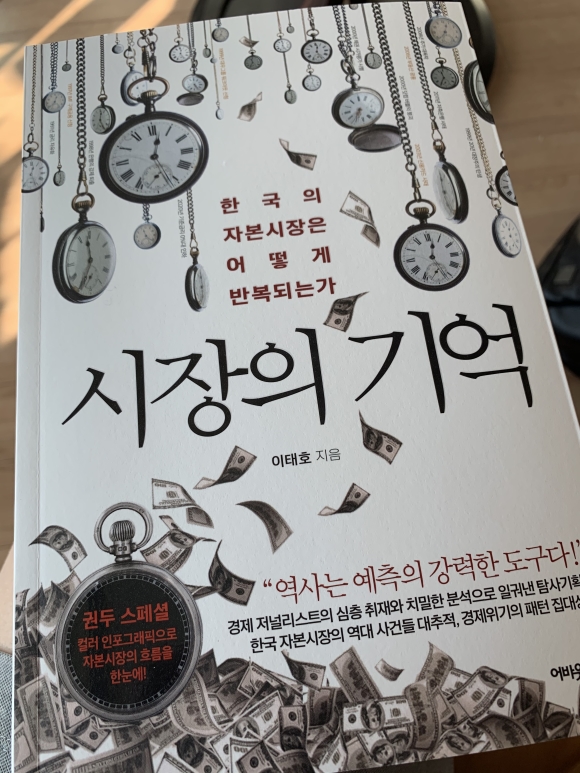 한국의
자본시장은
어떻게
반복되는가
시장의 기억
이태호 지음
“역사는 예측의 강력한 도구다!”
경제 저널리스트의 심층 취재와 치밀한 분석으로 일궈낸 탐사기획
한국 자본시장의 역대 사건들 대추적, 경제위기의 패턴 집대성
권두 스페셜
컬러 인포그래픽으로
자본시장의 흐름을
한눈에!